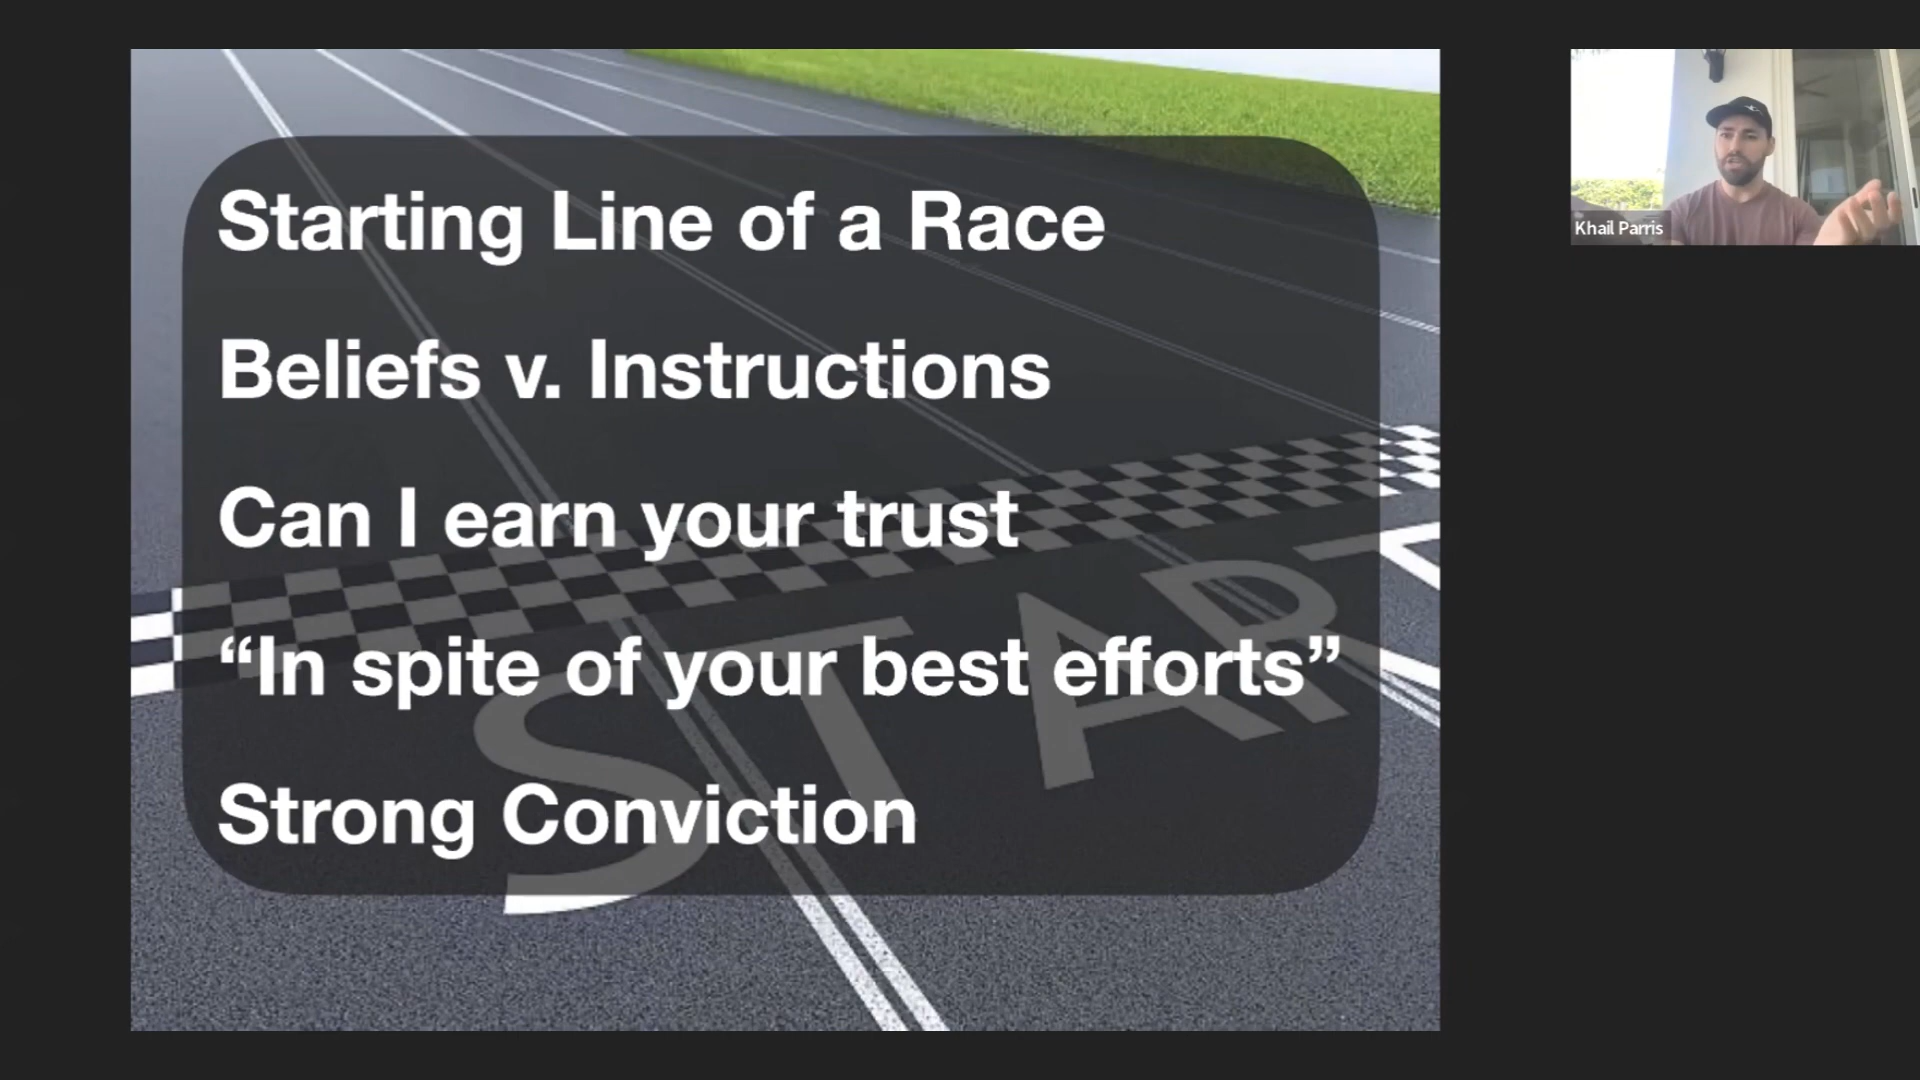 Starting Line of a Race
Beliefs v. Instructions
Can I earn your trust
“In spite of your best efforts”
Strong Conviction
START
Khail Parris